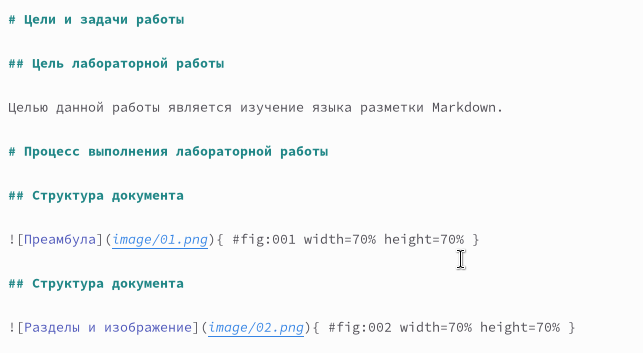 # Цели и задачи работы
## Цель лабораторной работы
Целью данной работы является изучение языка разметки Markdown.
# Процесс выполнения лабораторной работы
## Структура документа
![Преамбула](image/01.png){ #fig:001 width=70% height=70% }
## Структура документа
![Разделы и изображение](image/02.png){ #fig:002 width=70% height=70% }